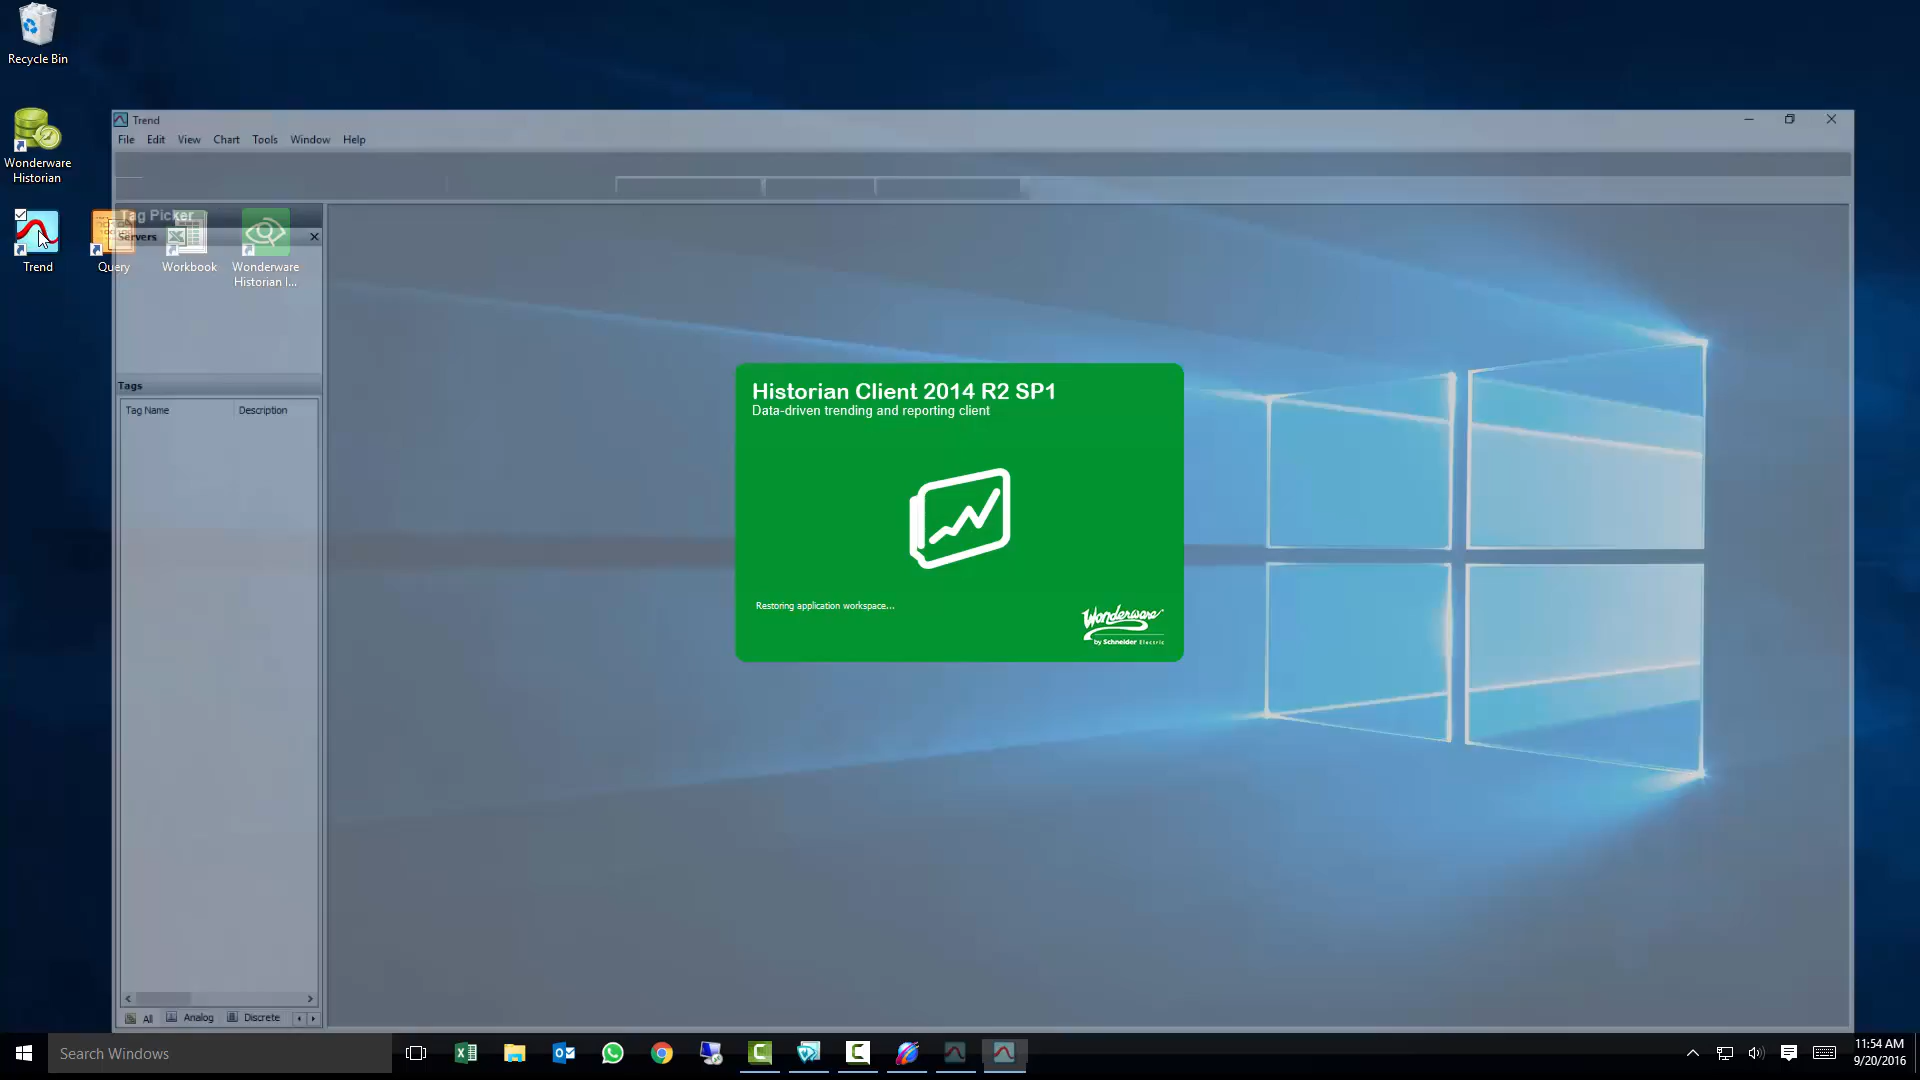 Recycle Bin
Wonderware
Historian
Trend
Query
Workbook
Wonderware
Historian I...
Trend
File Edit View Chart Tools Window Help
Tag Picker
Servers
Tags
Tag Name Description
All Analog Discrete
Historian Client 2014 R2 SP1
Data-driven trending and reporting client
Restoring application workspace...
Wonderware
by Schneider Electric
Search Windows
11:54 AM
9/20/2016